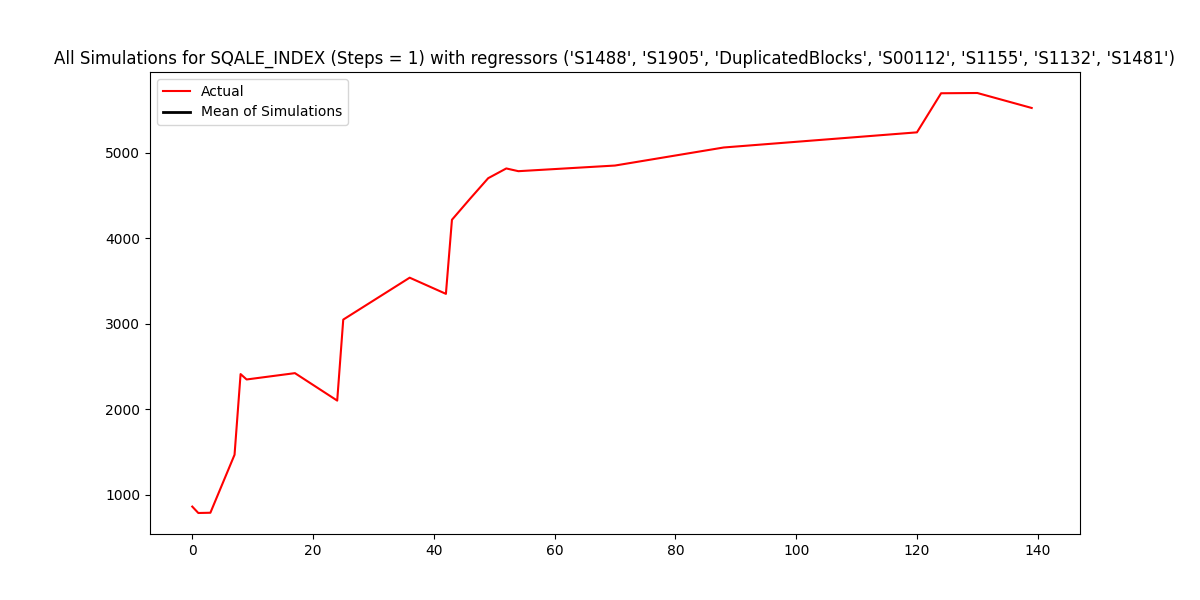 All Simulations for SQALE_INDEX (Steps = 1) with regressors ('S1488', 'S1905', 'DuplicatedBlocks', 'S00112', 'S1155', 'S1132', 'S1481')
Actual
Mean of Simulations
5000
4000
3000
2000
1000
0 20 40 60 80 100 120 140